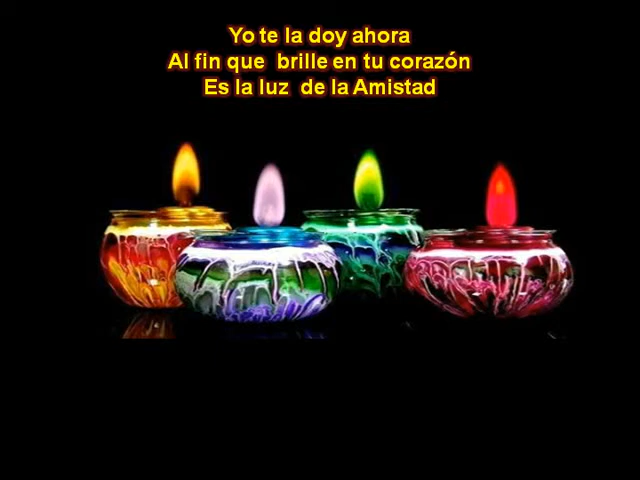 Yo te la doy ahora
Al fin que brille en tu corazón
Es la luz de la Amistad